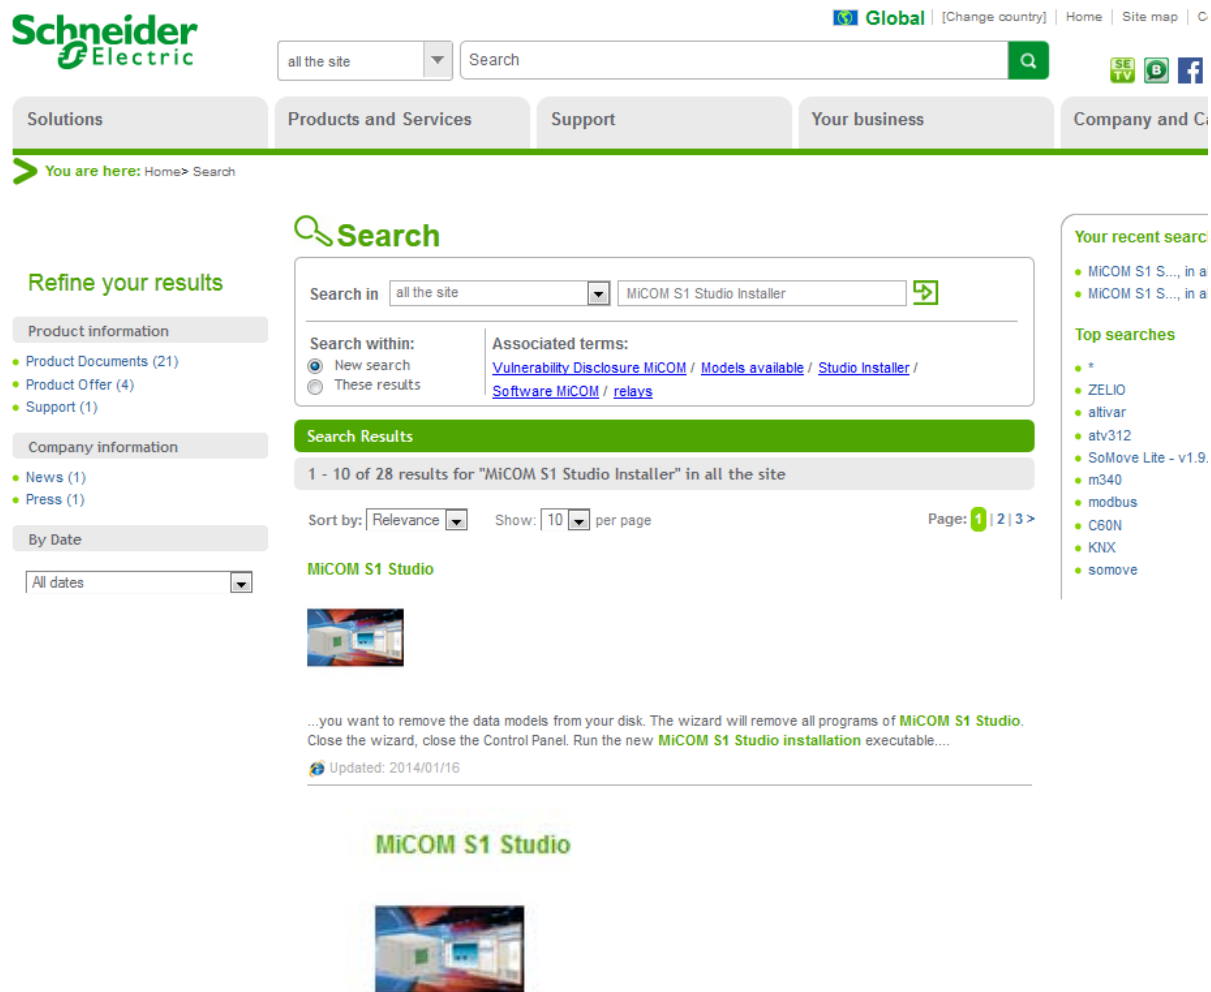 Schneider
Electric
Global | [Change country] | Home | Site map |
all the site
Search
SE
TV
B
f
Solutions
Products and Services
Support
Your business
Company and
You are here: Home> Search
Search
Refine your results
Search in all the site MiCOM S1 Studio Installer
Product information
Product Documents (21)
Product Offer (4)
Support (1)
Company information
News (1)
Press (1)
By Date
All dates
Search within:
New search
These results
Associated terms:
Vulnerability Disclosure MiCOM / Models available / Studio Installer /
Software MiCOM / relays
Search Results
1 - 10 of 28 results for "MiCOM S1 Studio Installer" in all the site
Sort by: Relevance Show: 10 per page Page: 1 | 2 | 3 >
MiCOM S1 Studio
...you want to remove the data models from your disk. The wizard will remove all programs of MiCOM S1 Studio.
Close the wizard, close the Control Panel. Run the new MiCOM S1 Studio installation executable....
Updated: 2014/01/16
MiCOM S1 Studio
Your recent searc
MiCOM S1 S..., in a
MiCOM S1 S..., in a
Top searches
*
ZELIO
altivar
atv312
SoMove Lite - v1.9.
m340
modbus
C60N
KNX
somove